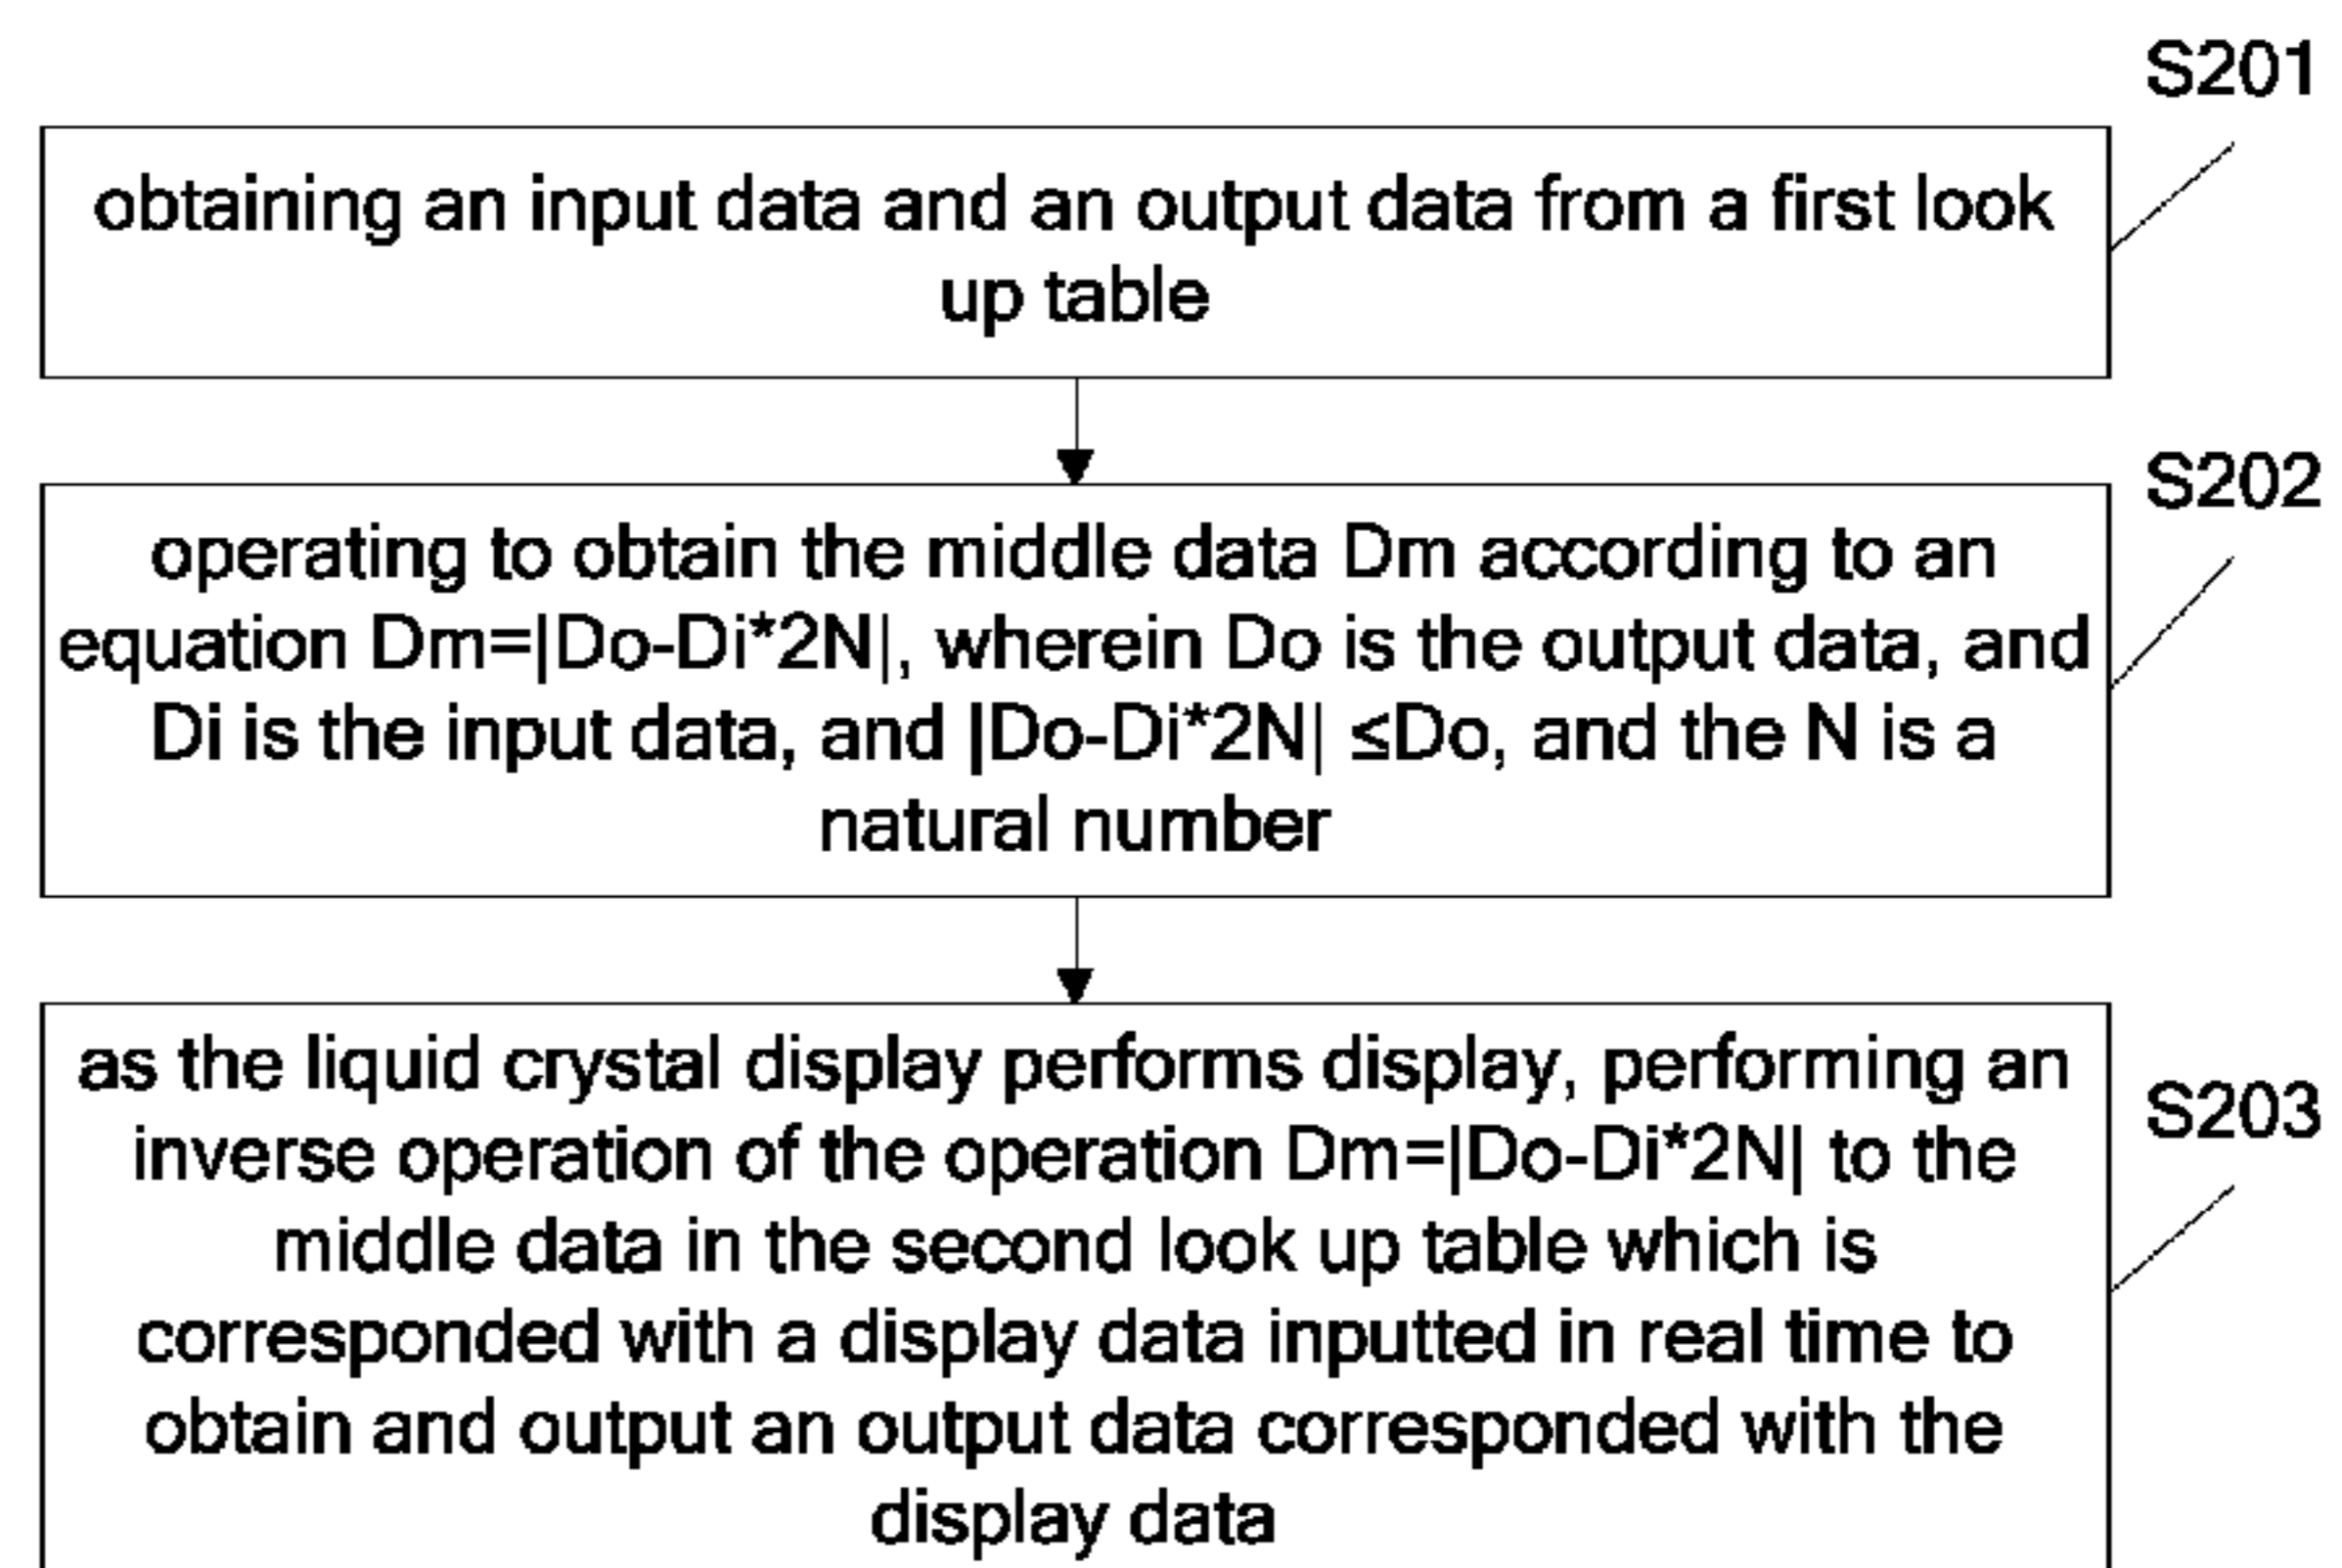 S201
obtaining an input data and an output data from a first look
up table
S202
operating to obtain the middle data Dm according to an
equation Dm=|Do-Di*2N|, wherein Do is the output data, and
Di is the input data, and |Do-Di*2N| ≤Do, and the N is a
natural number
as the liquid crystal display performs display, performing an
S203
inverse operation of the operation Dm=|Do-Di*2N| to the
middle data in the second look up table which is
corresponded with a display data inputted in real time to
obtain and output an output data corresponded with the
display data